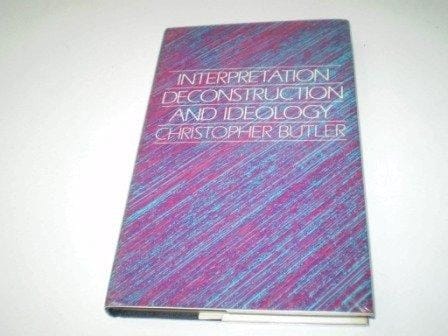 INTERPRETATION
DECONSTRUCTION
AND IDEOLOGY
CHRISTOPHER BUTLER